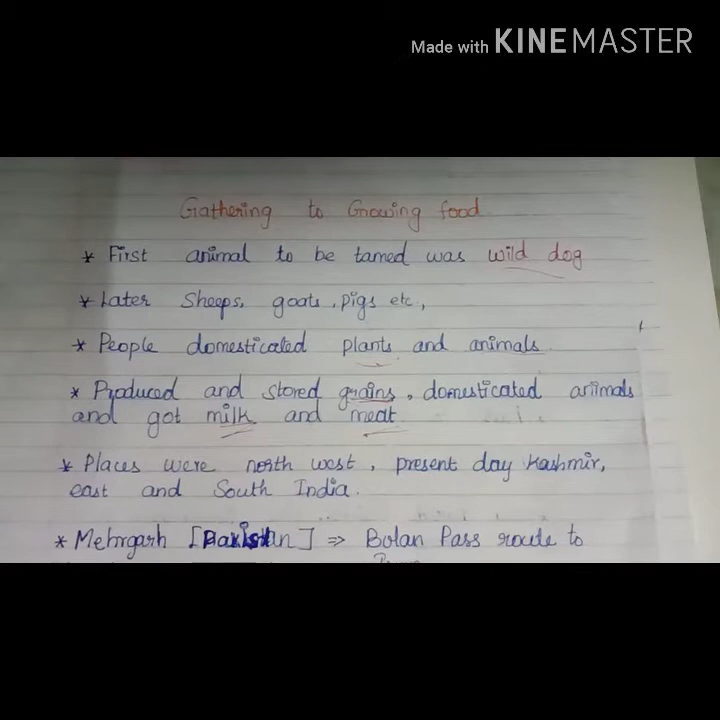 Made with KINEMASTER
Gathering to Growing food
* First animal to be tamed was wild dog
* Later Sheeps, goats, pigs etc,
* People domesticated plants and animals
* Produced and stored grains, domesticated animals
and got milk and meat
* Places were north west, present day Kashmir,
east and South India.
* Mehrgarh [Pakistan] => Bolan Pass route to